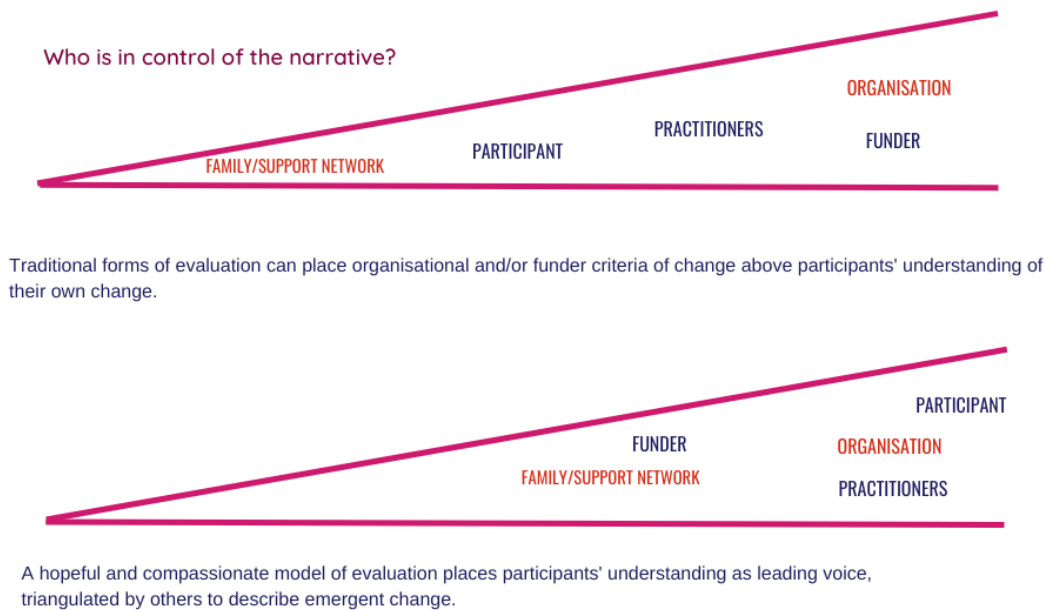 Who is in control of the narrative?
ORGANISATION
PRACTITIONERS
FUNDER
PARTICIPANT
FAMILY/SUPPORT NETWORK
Traditional forms of evaluation can place organisational and/or funder criteria of change above participants' understanding of
their own change.
PARTICIPANT
FUNDER
ORGANISATION
FAMILY/SUPPORT NETWORK
PRACTITIONERS
A hopeful and compassionate model of evaluation places participants' understanding as leading voice,
triangulated by others to describe emergent change.